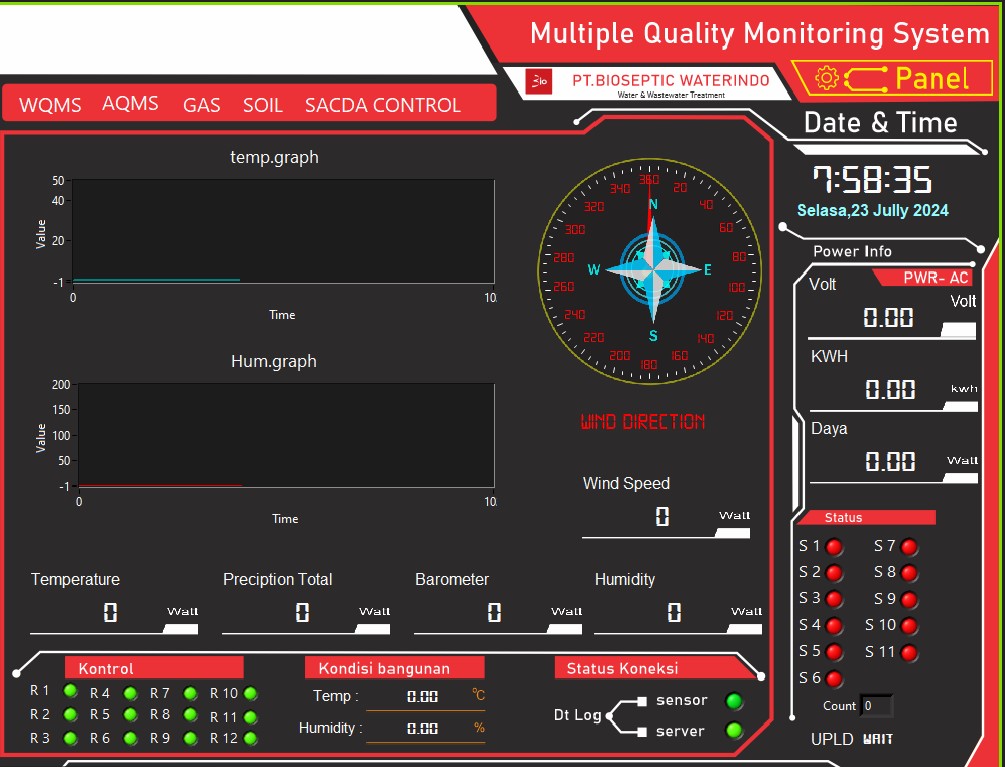 Multiple Quality Monitoring System
Bio
PT.BIOSEPTIC WATERINDO
Water & Wastewater Treatment
Panel
WQMS AQMS GAS SOIL SACDA CONTROL
Date & Time
7:58:35
Selasa,23 Jully 2024
temp.graph
Value
50
40
20
-1
0 10
Time
Hum.graph
Value
200
150
100
50
-1
0 10
Time
360
20
40
60
80
100
120
140
160
180
200
220
240
260
280
300
320
340
N
E
S
W
WIND DIRECTION
Wind Speed
0 Watt
Temperature
0 Watt
Preciption Total
0 Watt
Barometer
0 Watt
Humidity
0 Watt
Power Info
PWR- AC
Volt
0.00 Volt
KWH
0.00 kwh
Daya
0.00 Watt
Status
S 1 S 7
S 2 S 8
S 3 S 9
S 4 S 10
S 5 S 11
S 6
Count 0
UPLD WAIT
Kontrol
R 1 R 4 R 7 R 10
R 2 R 5 R 8 R 11
R 3 R 6 R 9 R 12
Kondisi bangunan
Temp : 0.00 °C
Humidity : 0.00 %
Status Koneksi
Dt Log
sensor
server